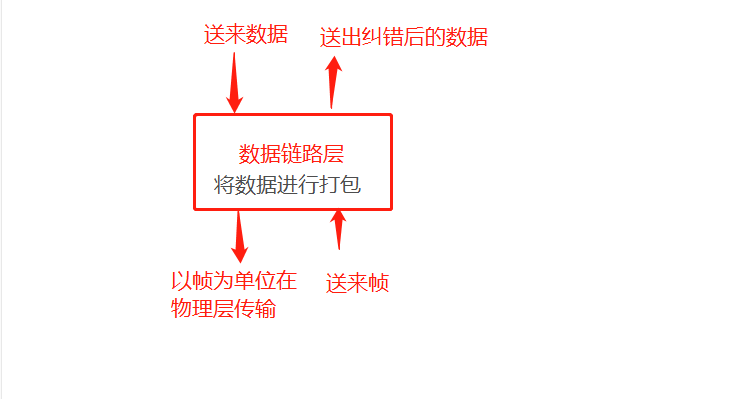 送来数据
送出纠错后的数据
数据链路层
将数据进行打包
以帧为单位在
物理层传输
送来帧